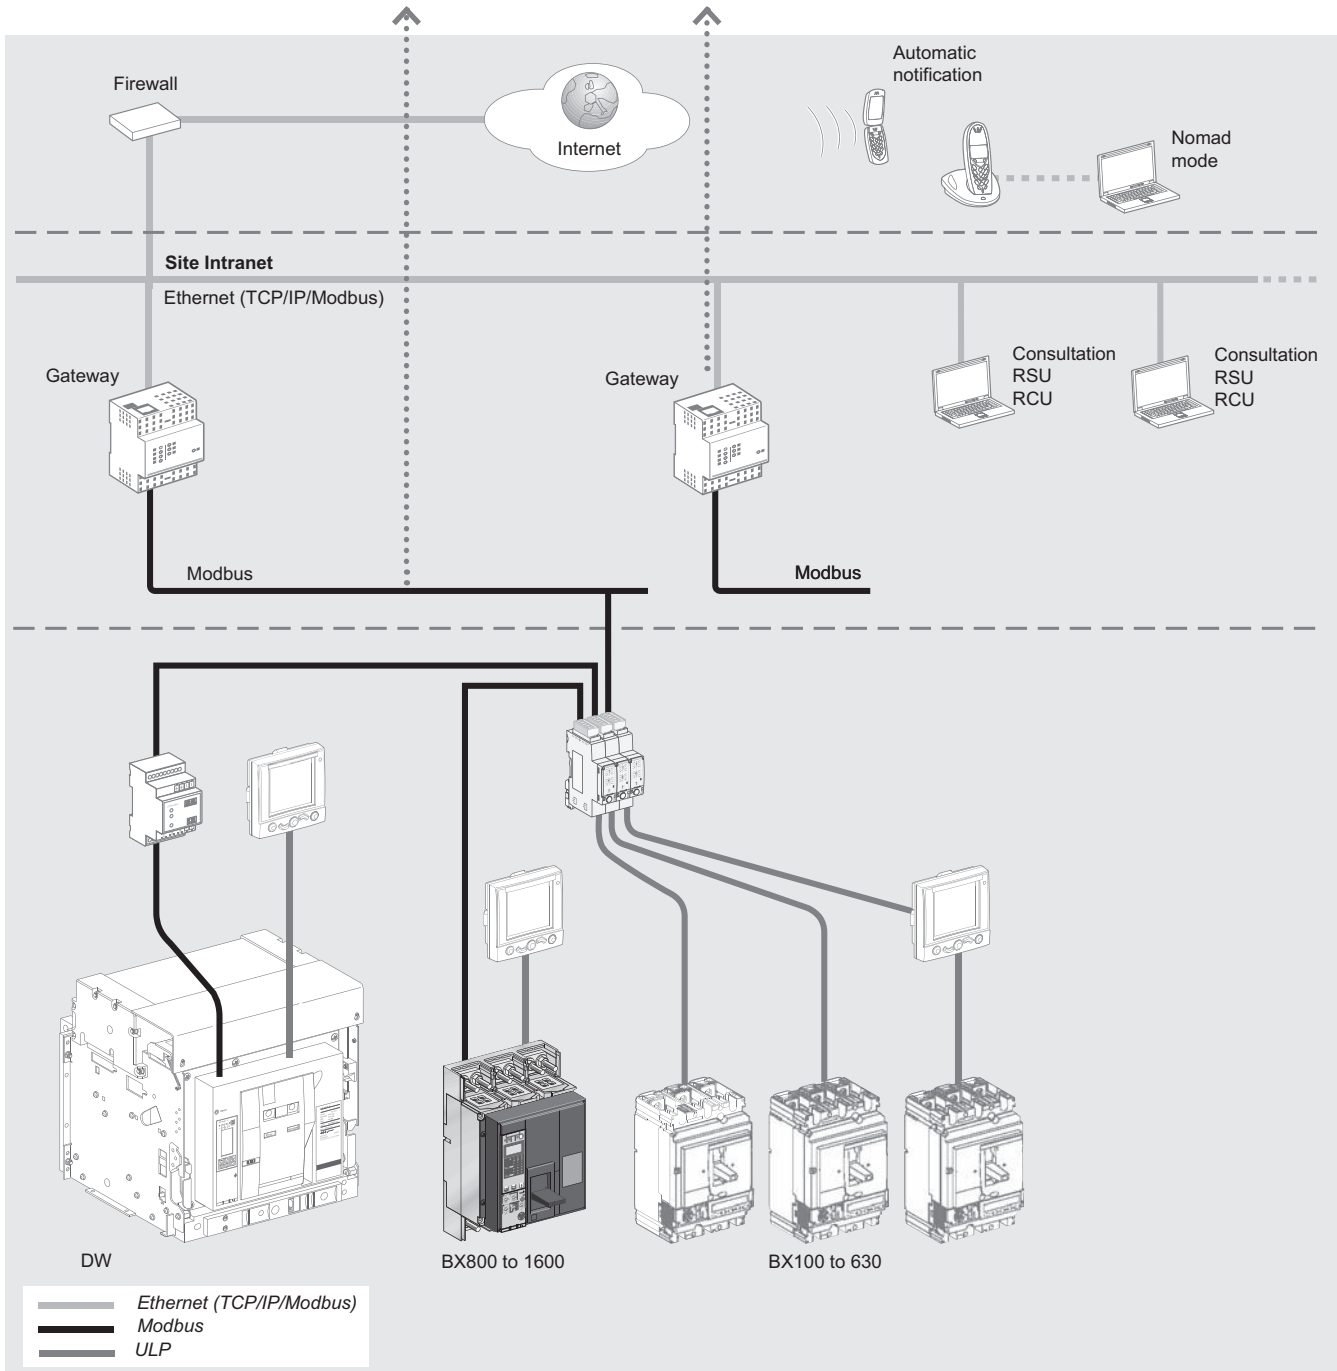 Automatic
notification
Firewall
Internet
Nomad
mode
Site Intranet
Ethernet (TCP/IP/Modbus)
Gateway
Gateway
Consultation
RSU
RCU
Consultation
RSU
RCU
Modbus
Modbus
DW
BX800 to 1600
BX100 to 630
Ethernet (TCP/IP/Modbus)
Modbus
ULP